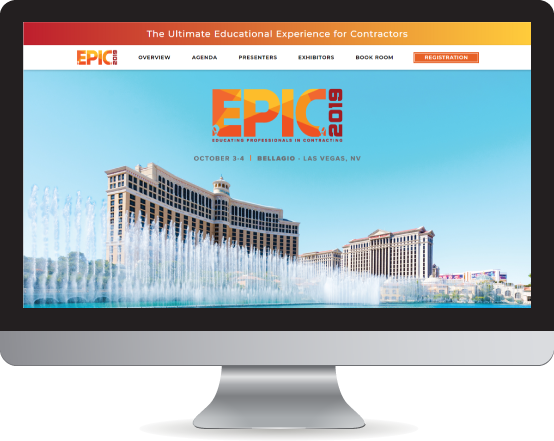 The Ultimate Educational Experience for Contractors
EPIC 2019 OVERVIEW AGENDA PRESENTERS EXHIBITORS BOOK ROOM REGISTRATION
EPIC 2019
EDUCATING PROFESSIONALS IN CONTRACTING
OCTOBER 3-4 | BELLAGIO - LAS VEGAS, NV